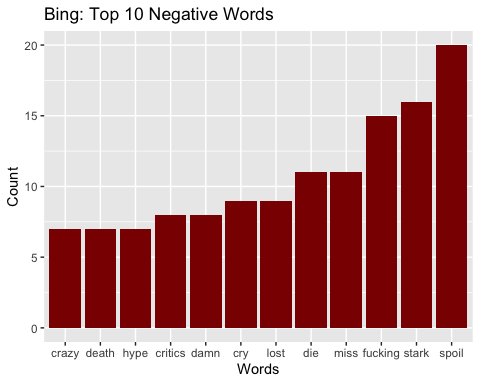 Bing: Top 10 Negative Words
20
15
10
5
0
Count
crazy death hype critics damn cry lost die miss fucking stark spoil
Words